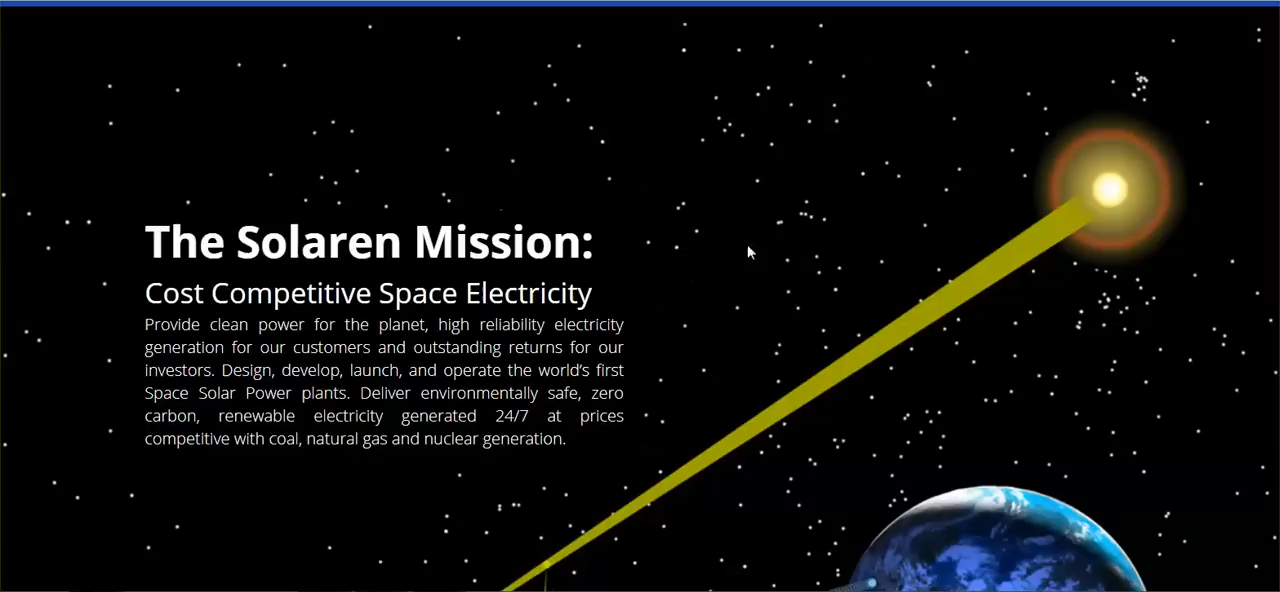 The Solaren Mission:
Cost Competitive Space Electricity
Provide clean power for the planet, high reliability electricity
generation for our customers and outstanding returns for our
investors. Design, develop, launch, and operate the world’s first
Space Solar Power plants. Deliver environmentally safe, zero
carbon, renewable electricity generated 24/7 at prices
competitive with coal, natural gas and nuclear generation.